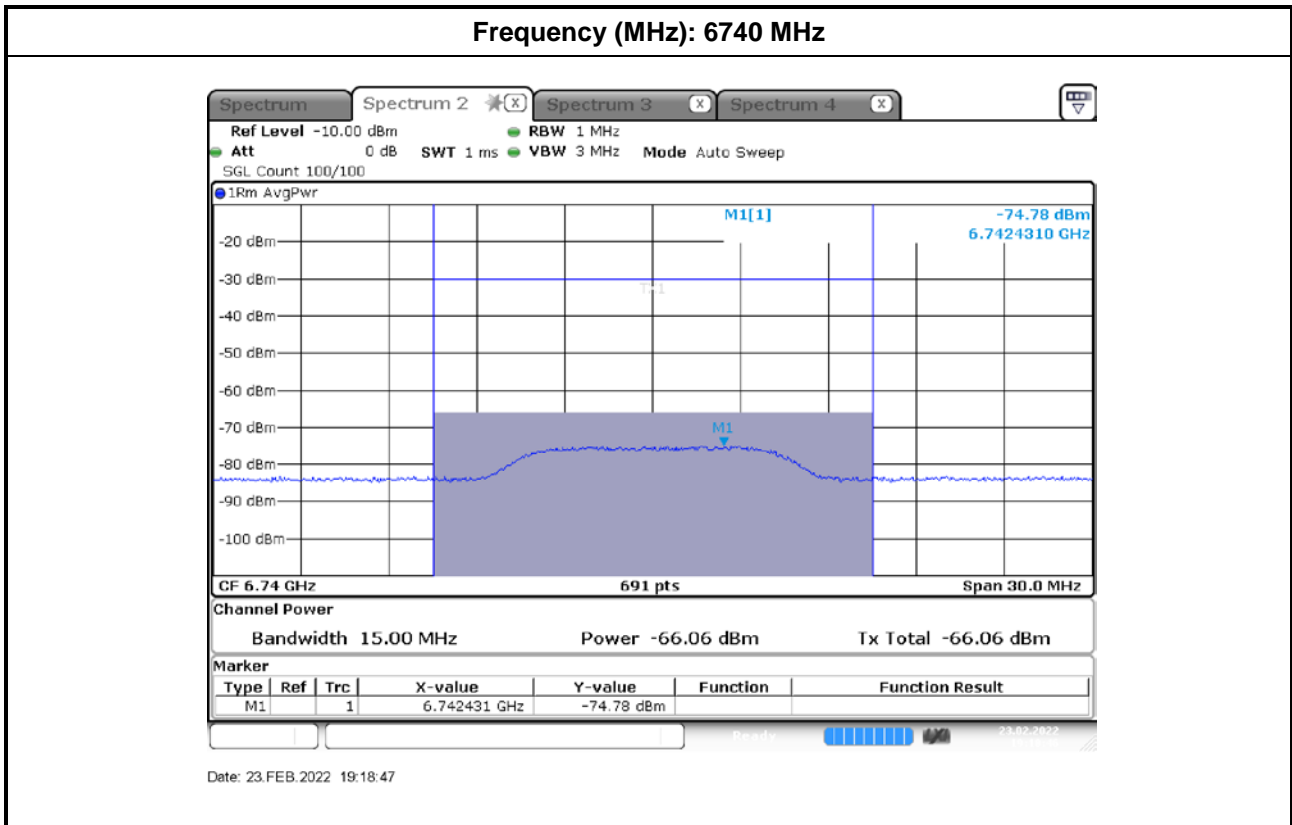 Frequency (MHz): 6740 MHz
Spectrum Spectrum 2 X Spectrum 3 X Spectrum 4 X
Ref Level -10.00 dBm RBW 1 MHz
Att 0 dB SWT 1 ms VBW 3 MHz Mode Auto Sweep
SGL Count 100/100
1Rm AvgPwr
M1[1] -74.78 dBm
6.7424310 GHz
-20 dBm
-30 dBm
-40 dBm
-50 dBm
-60 dBm
-70 dBm
M1
-80 dBm
-90 dBm
-100 dBm
CF 6.74 GHz 691 pts Span 30.0 MHz
Channel Power
Bandwidth 15.00 MHz Power -66.06 dBm Tx Total -66.06 dBm
Marker
Type Ref Trc X-value Y-value Function Function Result
M1 1 6.742431 GHz -74.78 dBm
Ready 23.02.2022
Date: 23.FEB.2022 19:18:47